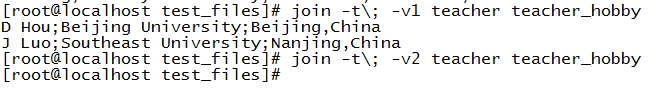 [root@localhost test_files]# join -t\; -v1 teacher teacher_hobby
D Hou;Beijing University;Beijing,China
J Luo;Southeast University;Nanjing,China
[root@localhost test_files]# join -t\; -v2 teacher teacher_hobby
[root@localhost test_files]#